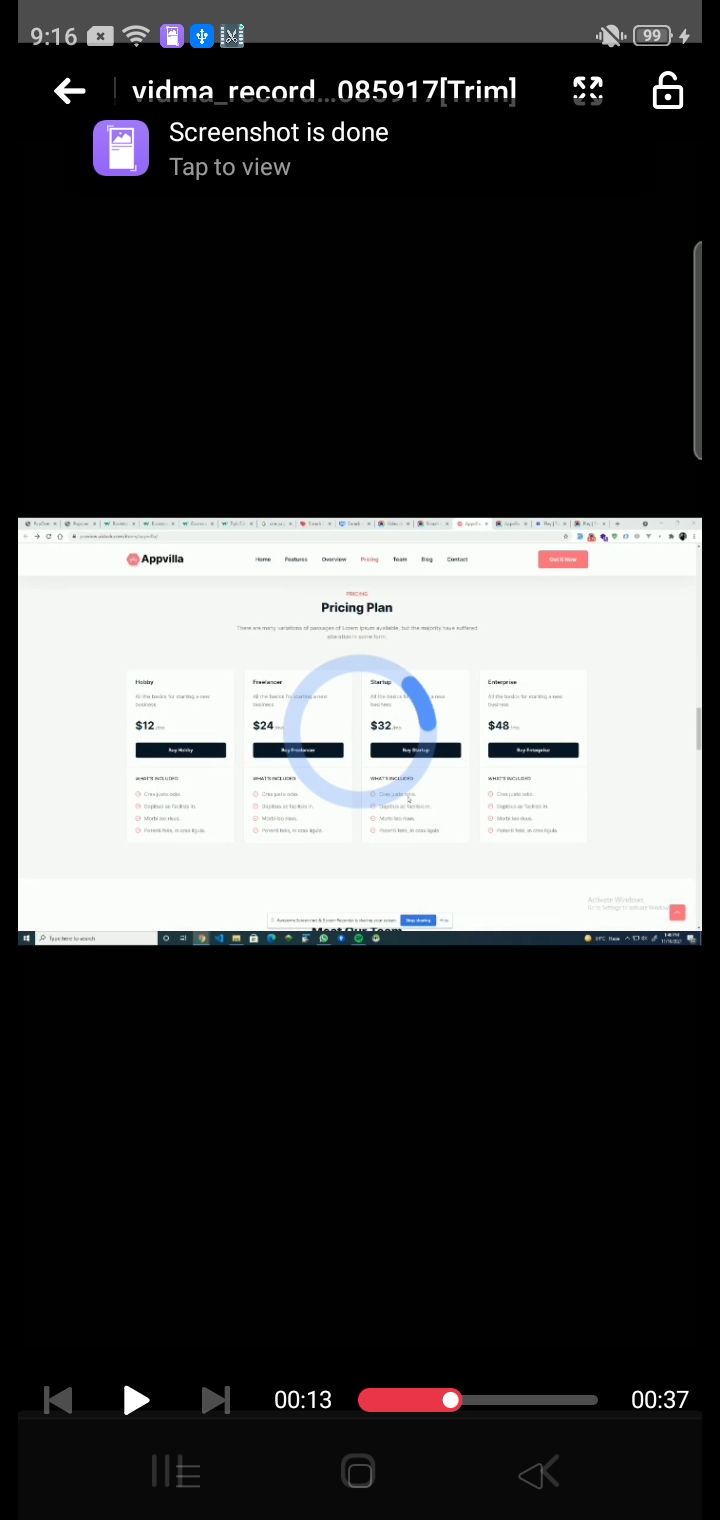 9:16
99
vidma_record...085917[Trim]
Screenshot is done
Tap to view
Appvilla
Home Features Overview Pricing Team Blog Contact
Get It Now
PRICING
Pricing Plan
There are many variations of passages of Lorem Ipsum available, but the majority have suffered
alteration in some form.
Hobby
All the basics for starting a new
business
$12 /mo
Buy Hobby
WHAT'S INCLUDED
Cras justo odio.
Dapibus ac facilisis in.
Morbi leo risus.
Potenti felis, in cras ligula.
Freelancer
All the basics for starting a new
business
$24 /mo
Buy Freelancer
WHAT'S INCLUDED
Cras justo odio.
Dapibus ac facilisis in.
Morbi leo risus.
Potenti felis, in cras ligula.
Startup
All the basics for starting a new
business
$32 /mo
Buy Startup
WHAT'S INCLUDED
Cras justo odio.
Dapibus ac facilisis in.
Morbi leo risus.
Potenti felis, in cras ligula.
Enterprise
All the basics for starting a new
business
$48 /mo
Buy Enterprise
WHAT'S INCLUDED
Cras justo odio.
Dapibus ac facilisis in.
Morbi leo risus.
Potenti felis, in cras ligula.
Activate Windows
Go to Settings to activate Windows.
Stop sharing Hide
Meet Our Team
Type here to search
00:13
00:37